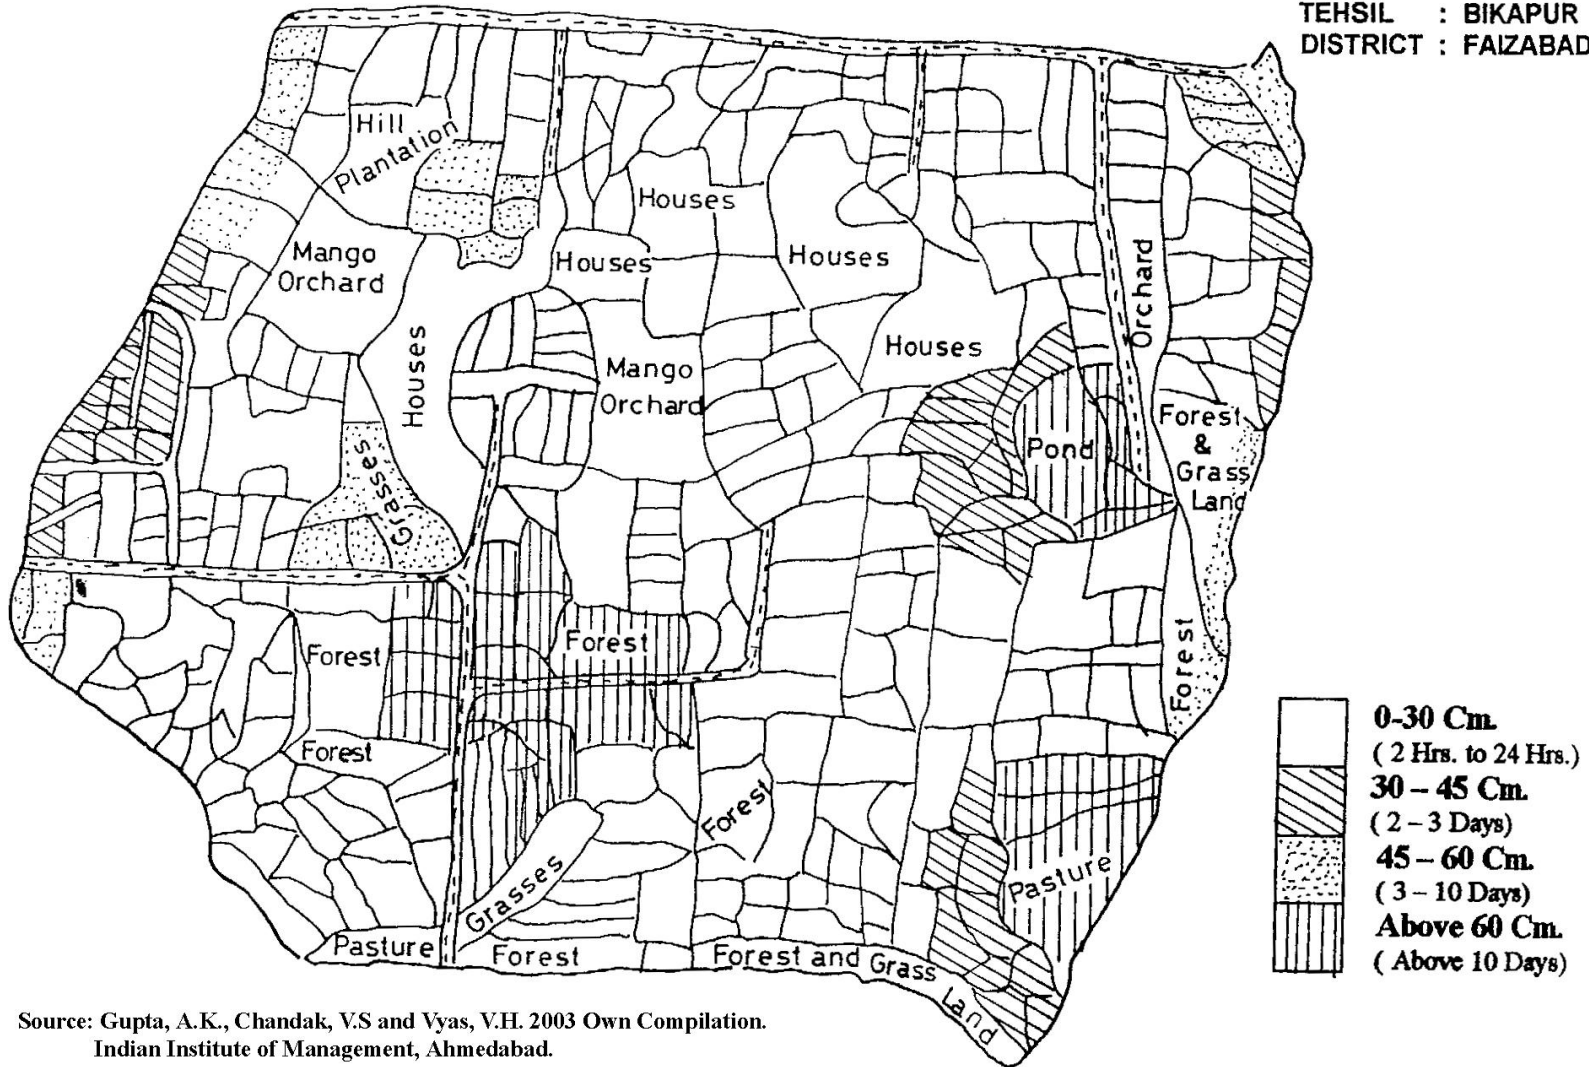 TEHSIL : BIKAPUR
DISTRICT : FAIZABAD
Hill
Plantation
Houses
Mango
Orchard
Houses
Houses
Orchard
Houses
Mango
Orchard
Houses
Grasses
Pond
Forest
&
Grass
Land
Forest
Forest
Forest
Forest
Forest
Pasture
Grasses
Pasture
Forest
Forest and Grass
Land
0-30 Cm.
( 2 Hrs. to 24 Hrs.)
30 – 45 Cm.
( 2 – 3 Days)
45 – 60 Cm.
( 3 – 10 Days)
Above 60 Cm.
( Above 10 Days)
Source: Gupta, A.K., Chandak, V.S and Vyas, V.H. 2003 Own Compilation.
Indian Institute of Management, Ahmedabad.